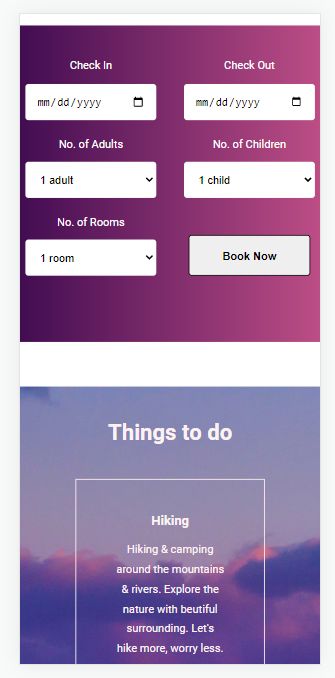 Check In Check Out
mm/dd/yyyy mm/dd/yyyy
No. of Adults No. of Children
1 adult 1 child
No. of Rooms
1 room Book Now
Things to do
Hiking
Hiking & camping
around the mountains
& rivers. Explore the
nature with beutiful
surrounding. Let's
hike more, worry less.